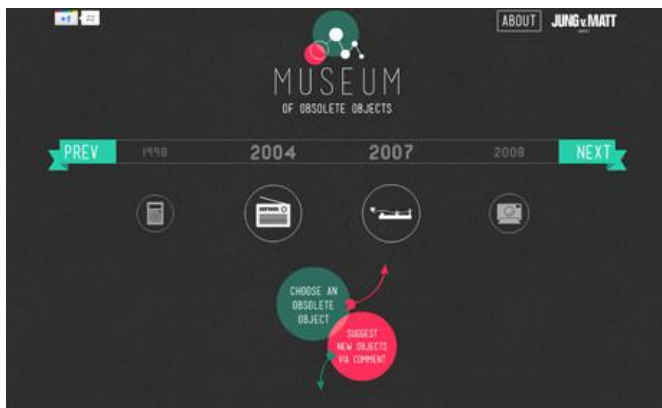 +1 22
ABOUT
JUNG v. MATT
MUSEUM
OF OBSOLETE OBJECTS
PREV 1998 2004 2007 2008 NEXT
CHOOSE AN
OBSOLETE
OBJECT
SUGGEST
NEW OBJECTS
VIA COMMENT